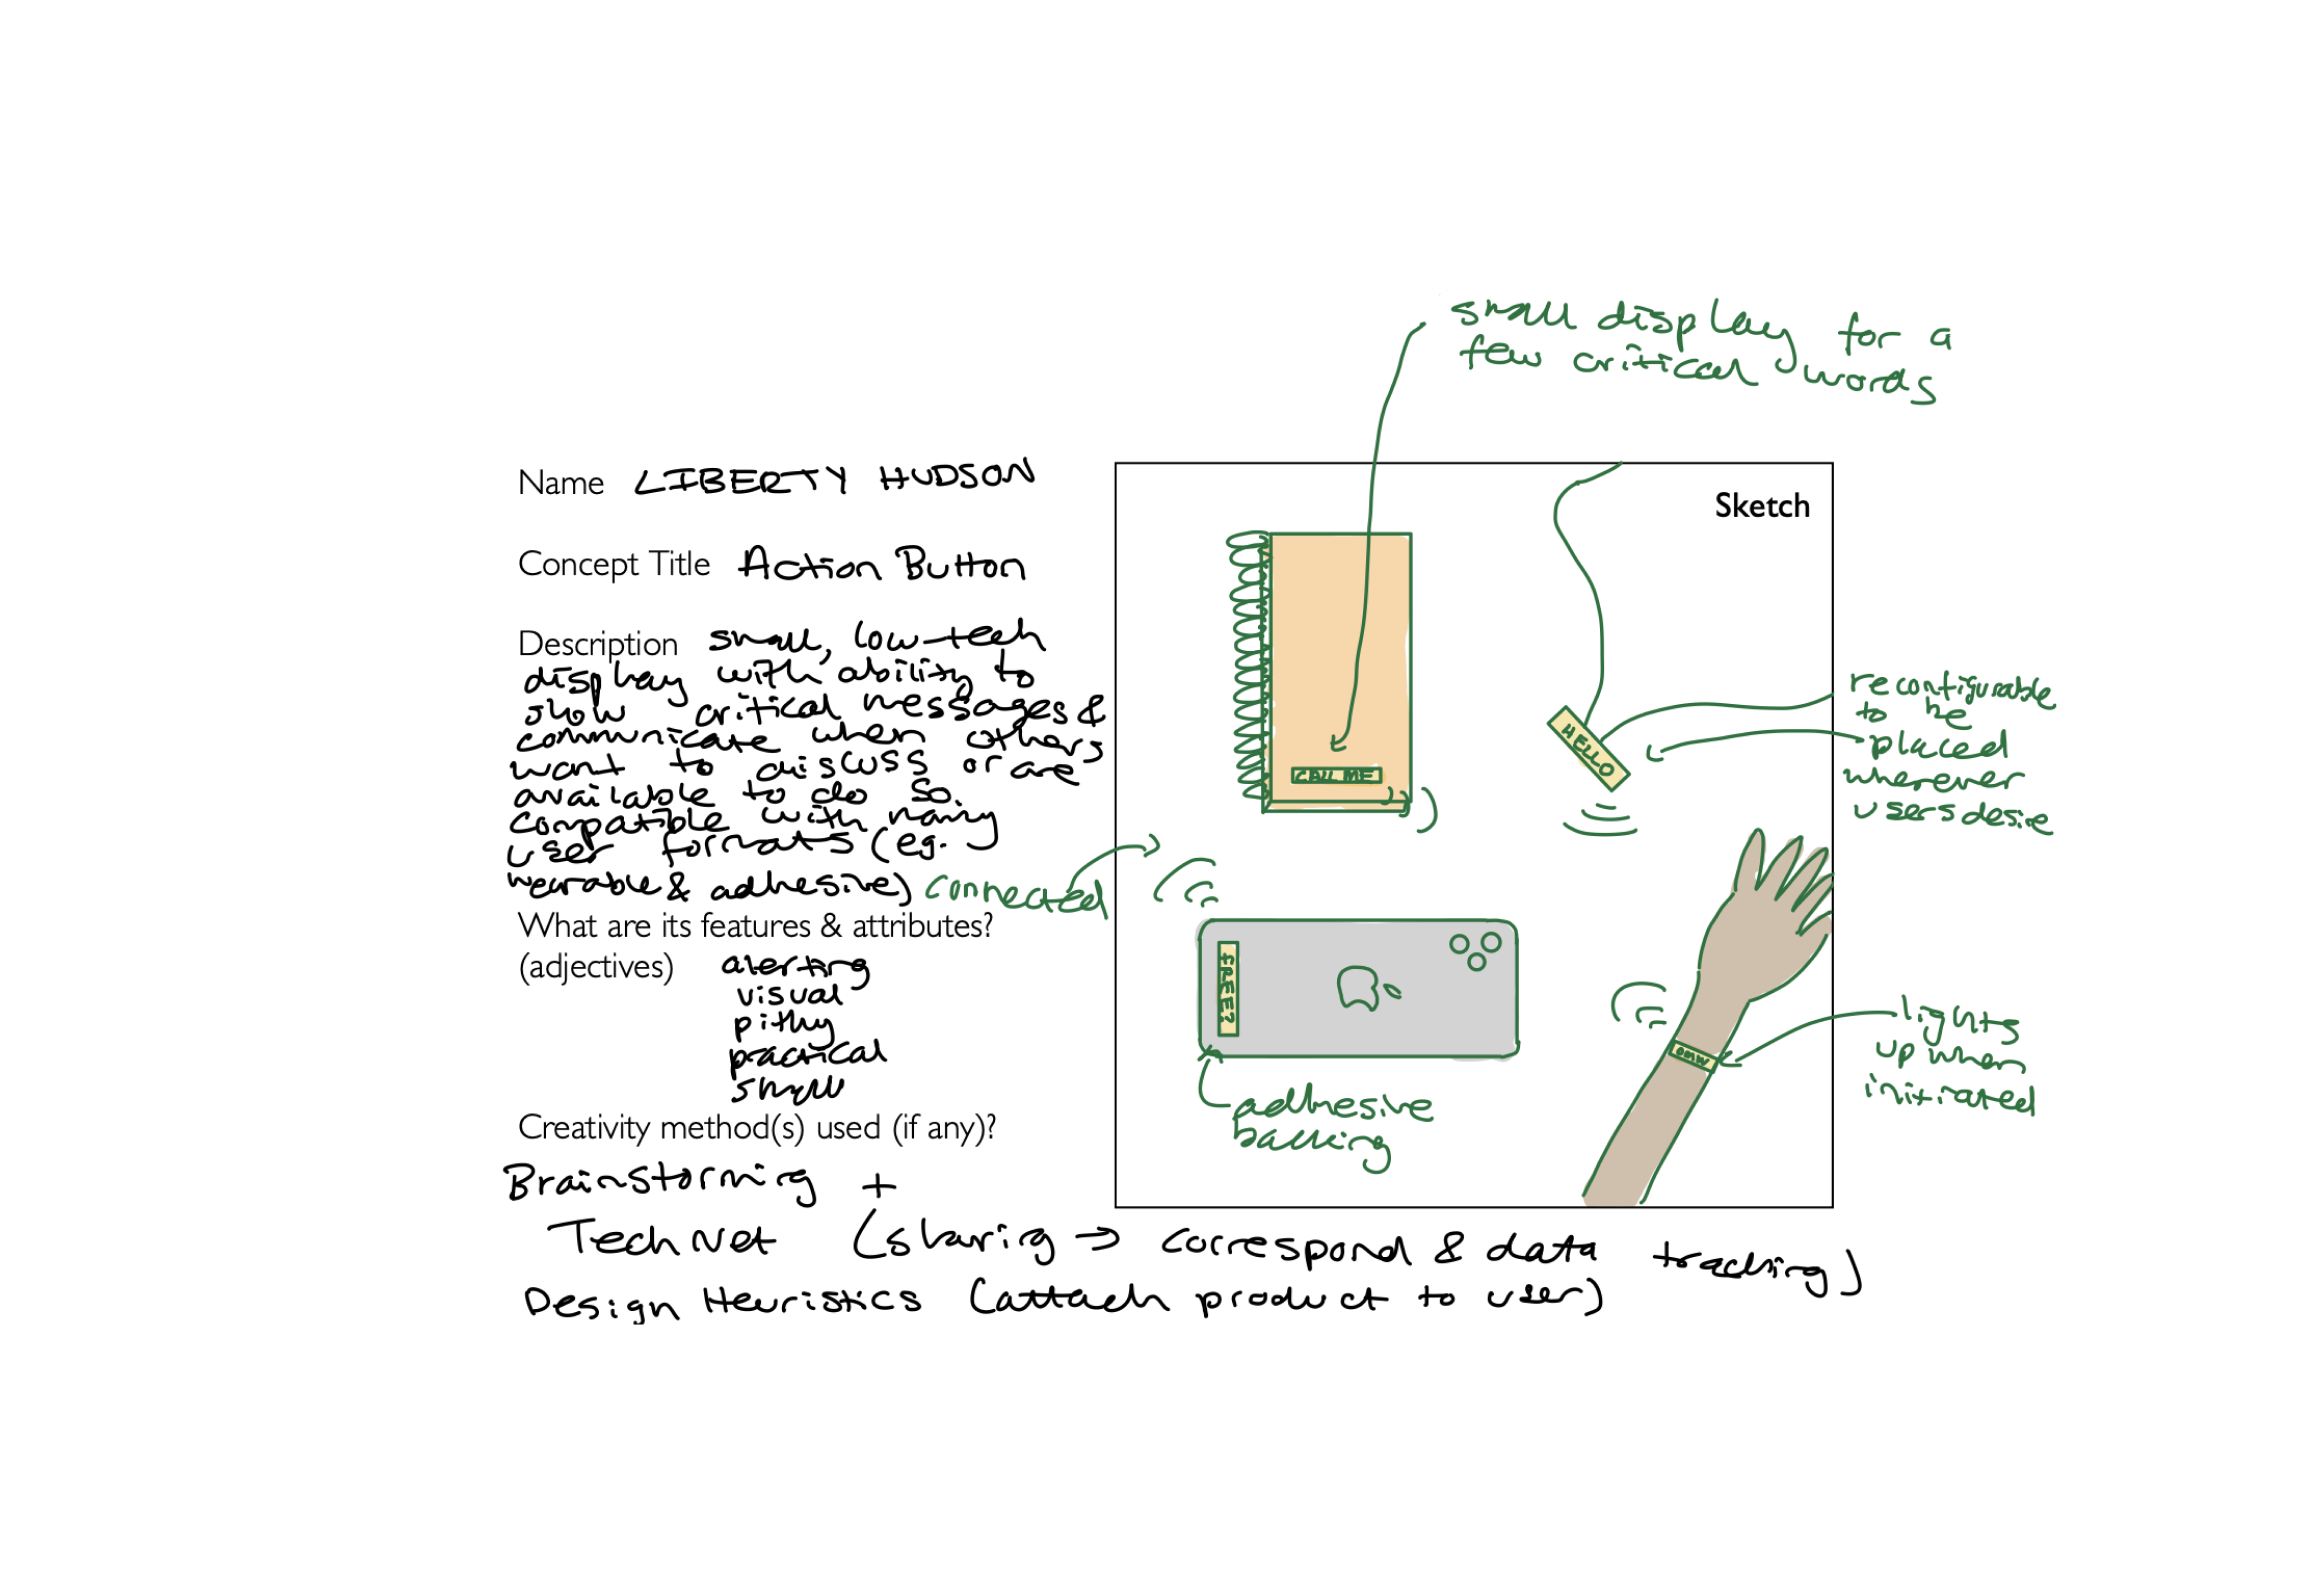 small display for a
few critical words
Name LIBERTY HUDSON
Sketch
Concept Title Action Button
Description small, low-tech
display with ability to
show critical messages &
communicate when others
want to discuss or are
available to do so.
compatible with many
user formats (eg.
wearable & adhesive)
connected
What are its features & attributes?
(adjectives) alerting
visual
pithy
practical
small
Creativity method(s) used (if any)?
Brainstorming +
Tech Net (sharing → correspond & data tracking)
Design Heuristics (attach product to user)
CALL ME
HELLO
reconfigurable
to be
placed
wherever
users desire
FREE?
OMW
lights
up when
initiated
adhesive
backing